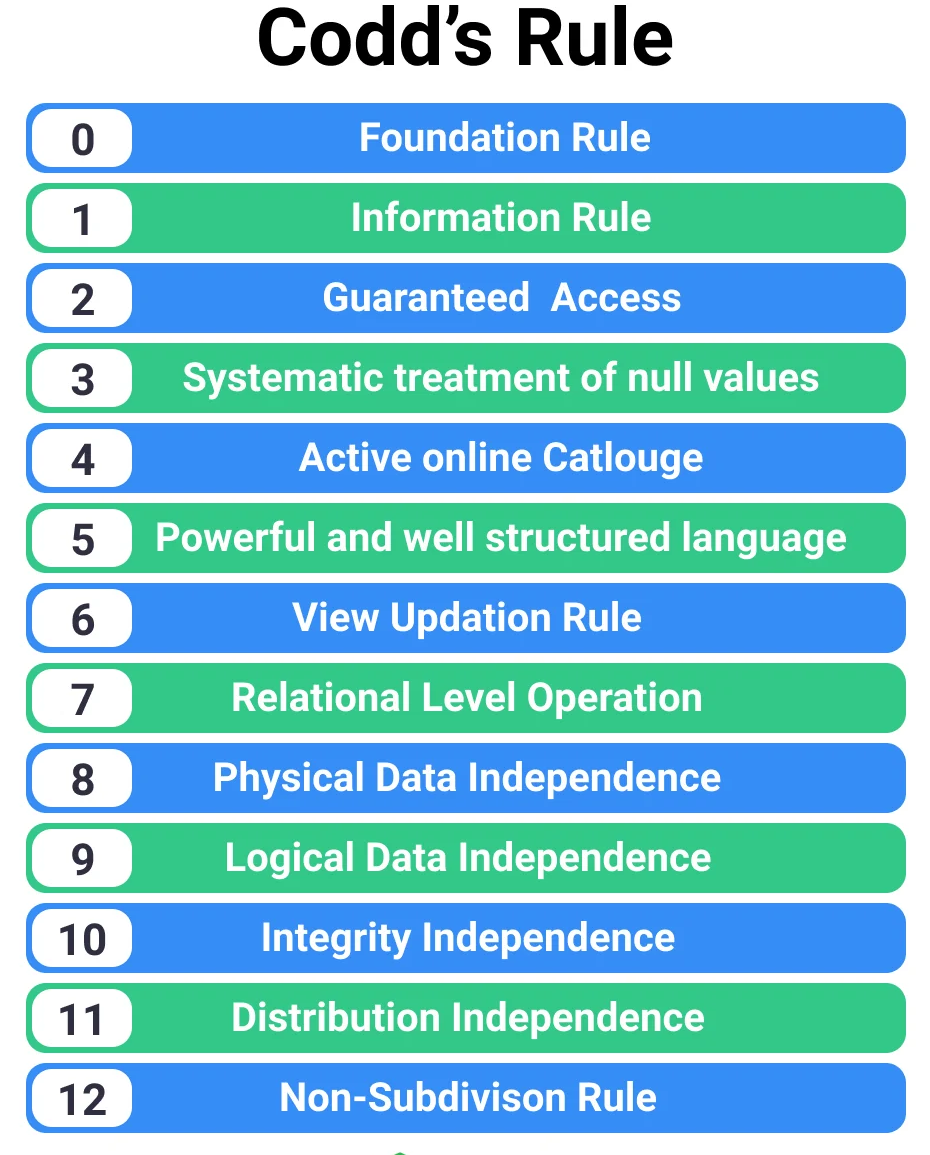 Codd’s Rule
0 Foundation Rule
1 Information Rule
2 Guaranteed  Access
3 Systematic treatment of null values
4 Active online Catlouge
5 Powerful and well structured language
6 View Updation Rule
7 Relational Level Operation
8 Physical Data Independence
9 Logical Data Independence
10 Integrity Independence
11 Distribution Independence
12 Non-Subdivison Rule